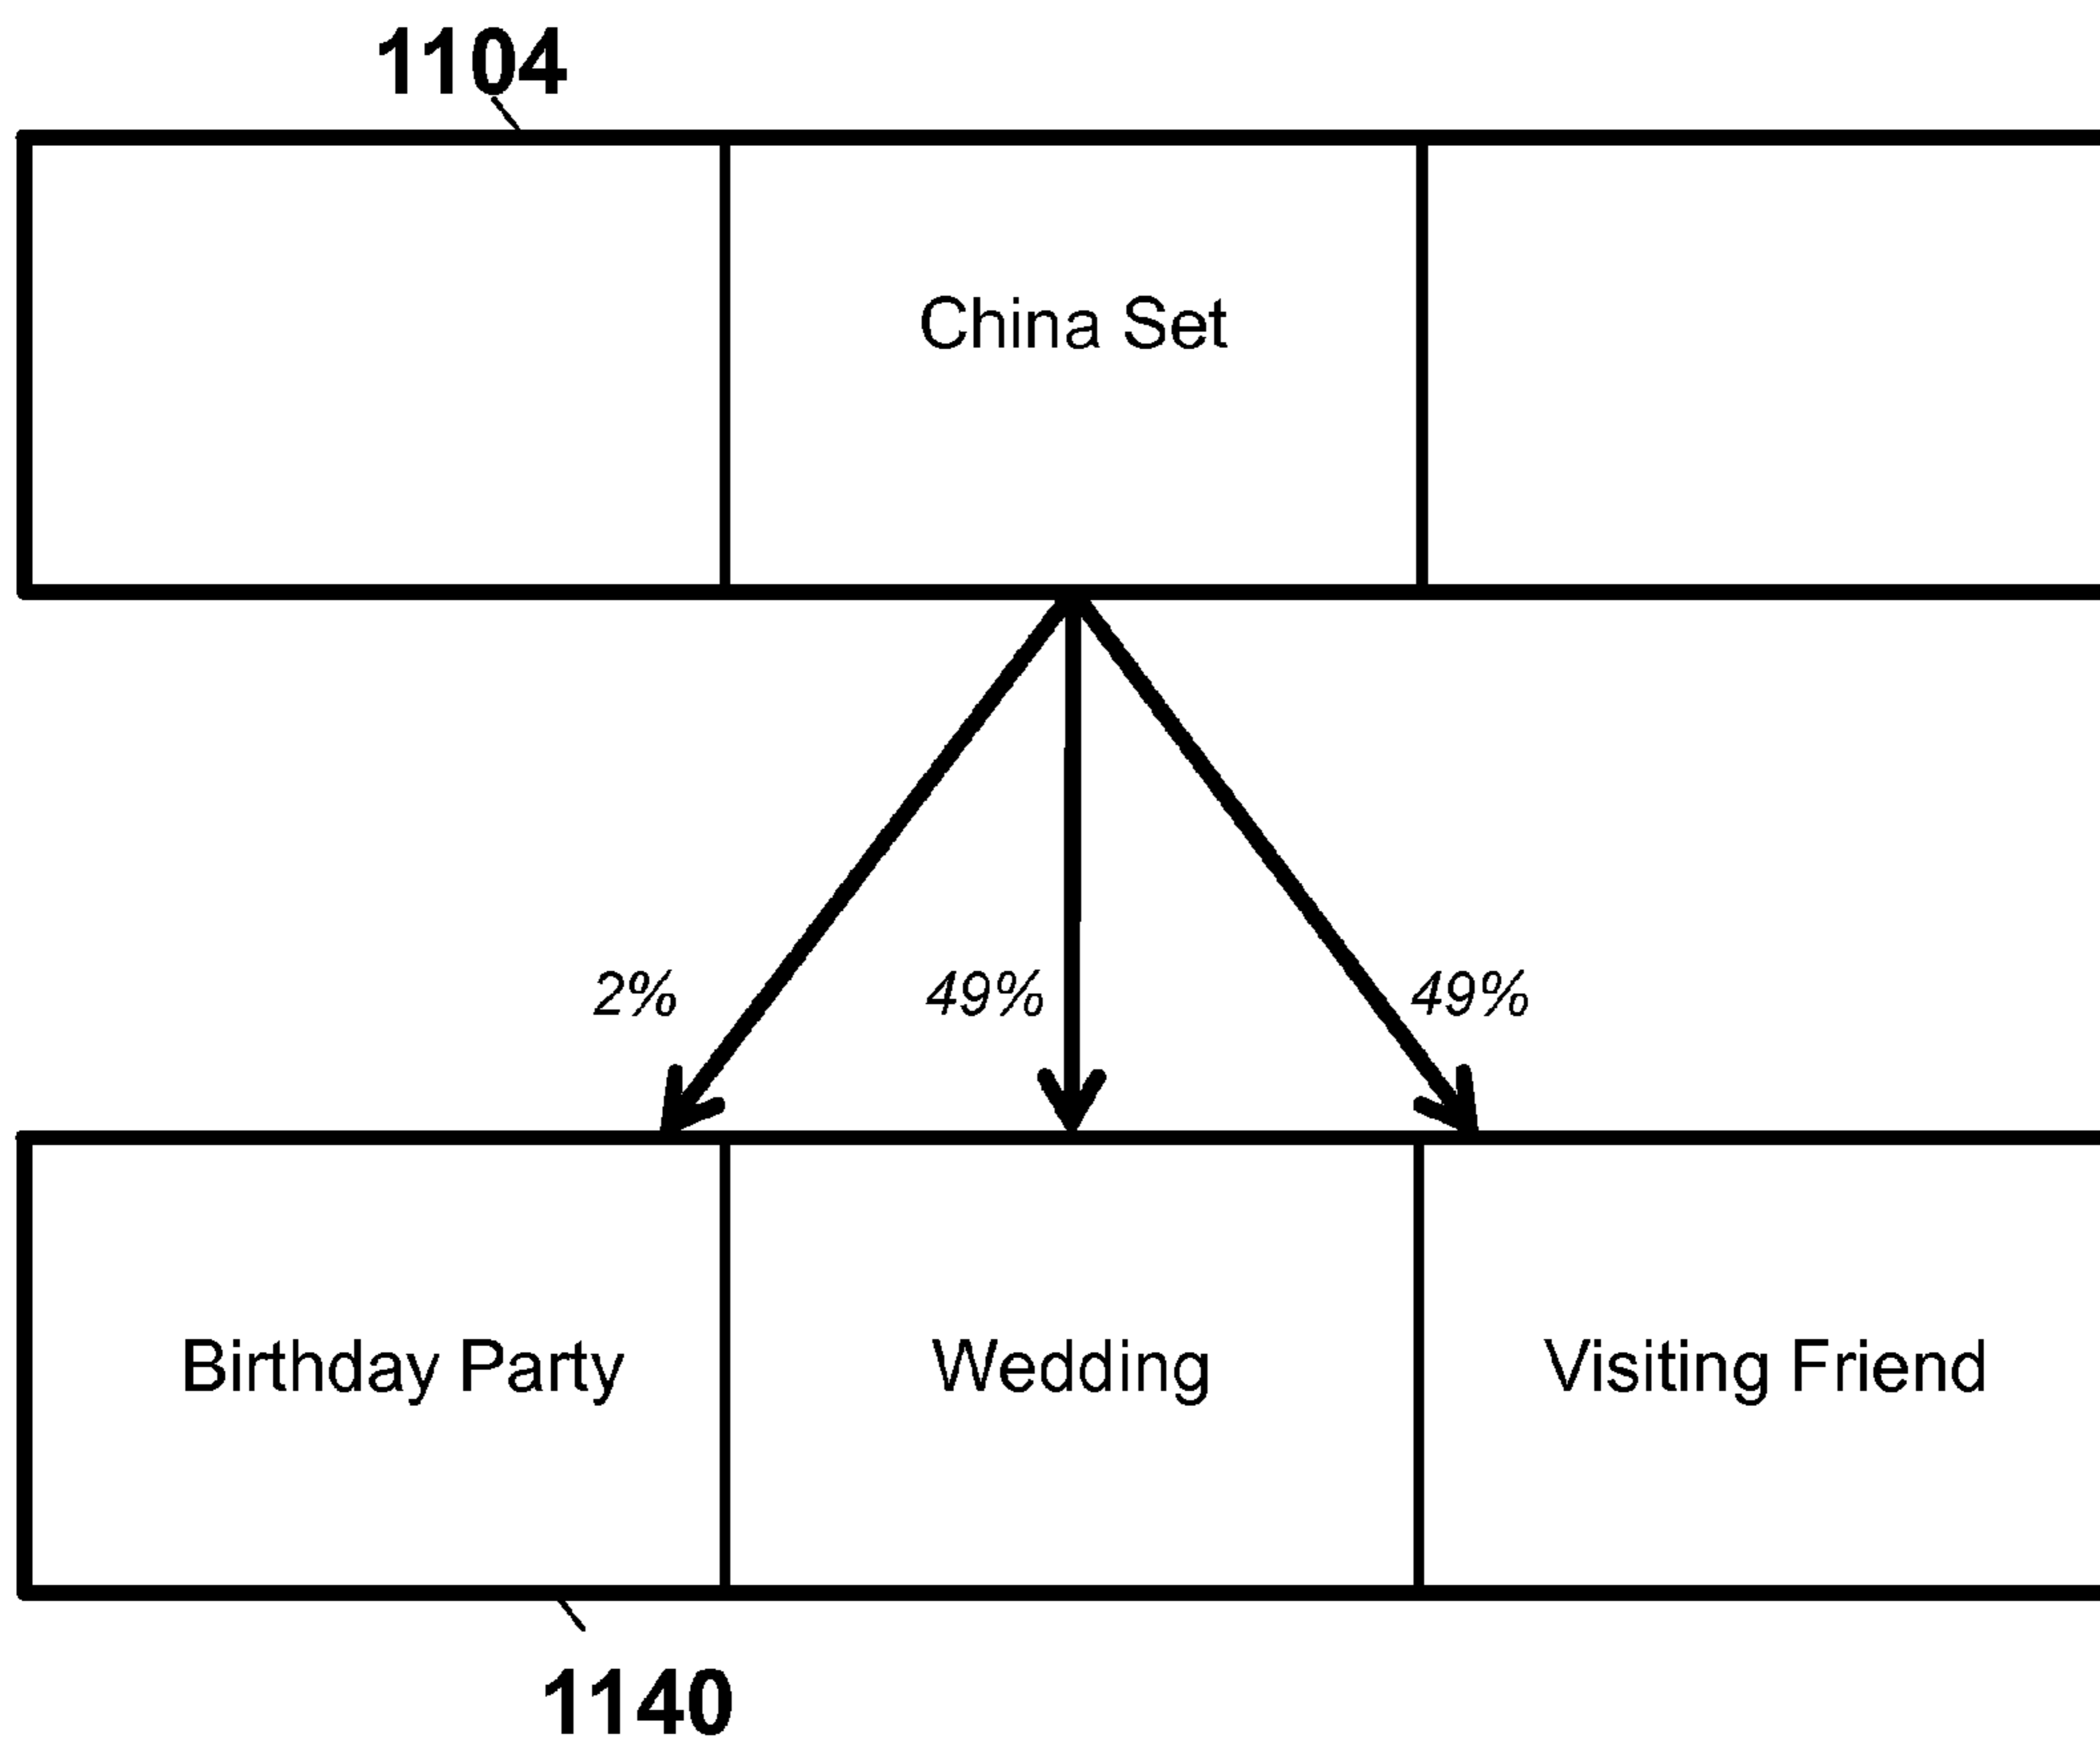 1104
China Set
2% 49% 49%
Birthday Party Wedding Visiting Friend
1140